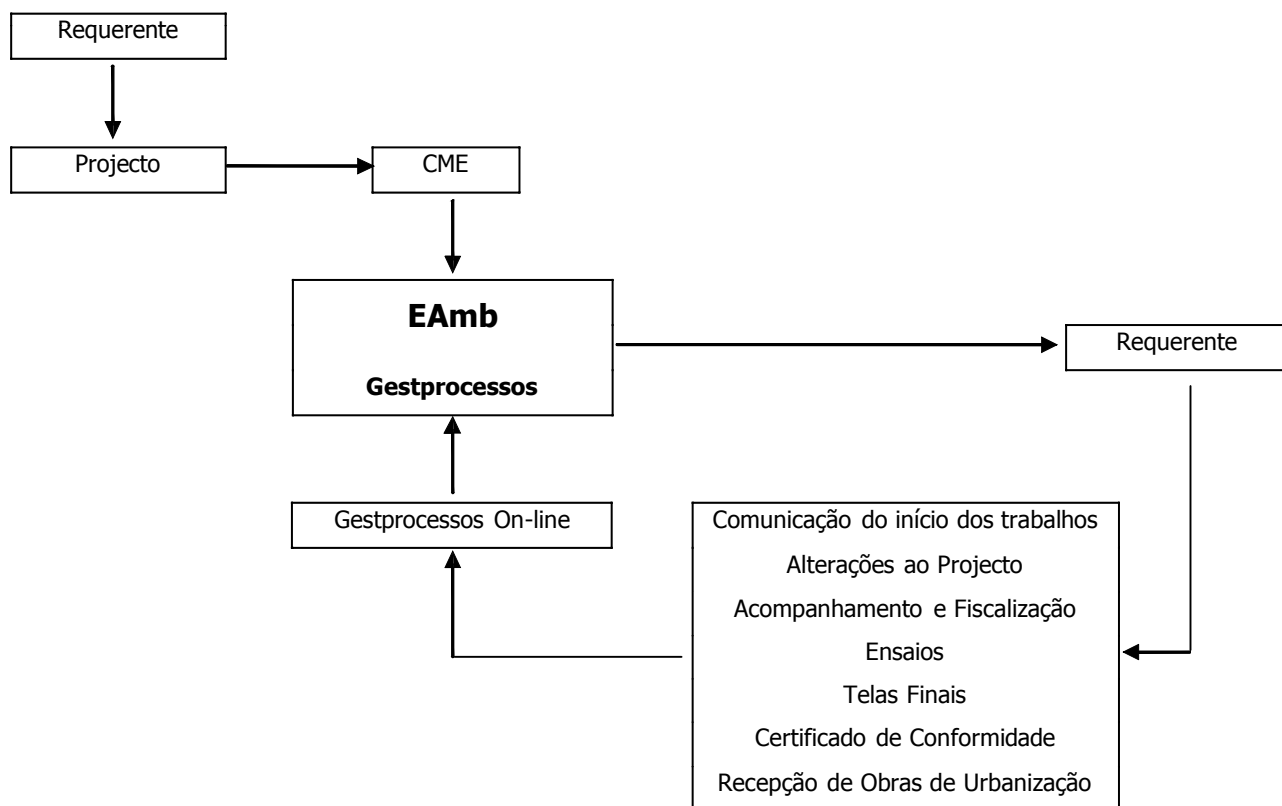 Requerente
Projecto
CME
EAmb
Gestprocessos
Requerente
Gestprocessos On-line
Comunicação do início dos trabalhos
Alterações ao Projecto
Acompanhamento e Fiscalização
Ensaios
Telas Finais
Certificado de Conformidade
Recepção de Obras de Urbanização